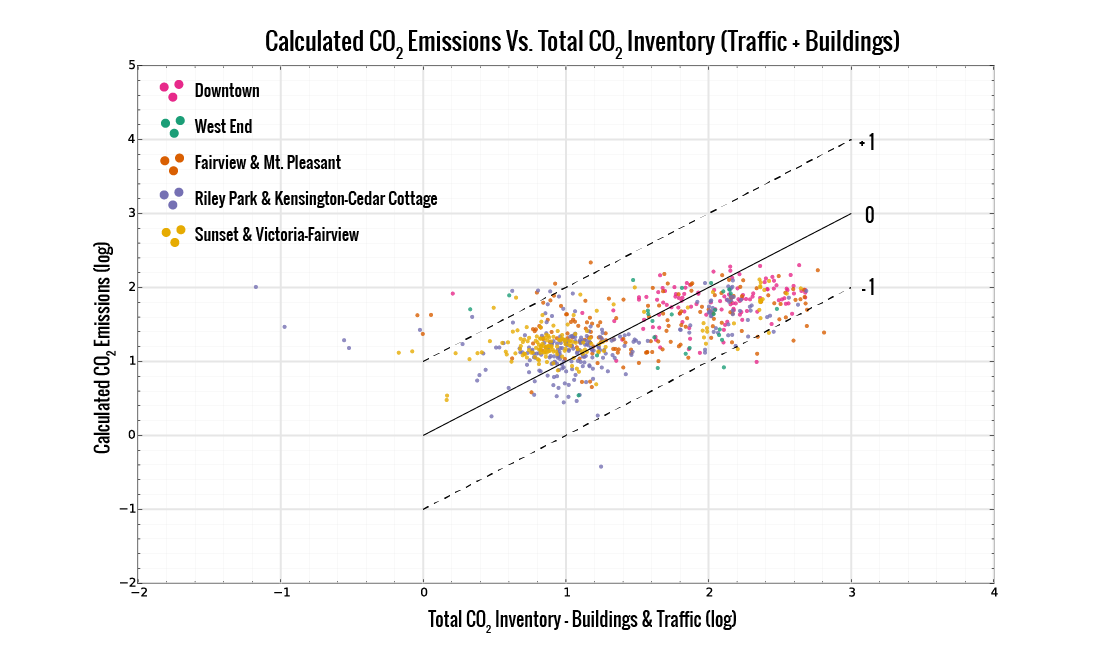 Calculated CO2 Emissions Vs. Total CO2 Inventory (Traffic + Buildings)
5
Downtown
West End
4
+1
Fairview & Mt. Pleasant
Riley Park & Kensington-Cedar Cottage
3
0
Sunset & Victoria-Fairview
2
-1
1
0
−1
−2
Calculated CO2 Emissions (log)
−2 −1 0 1 2 3 4
Total CO2 Inventory - Buildings & Traffic (log)